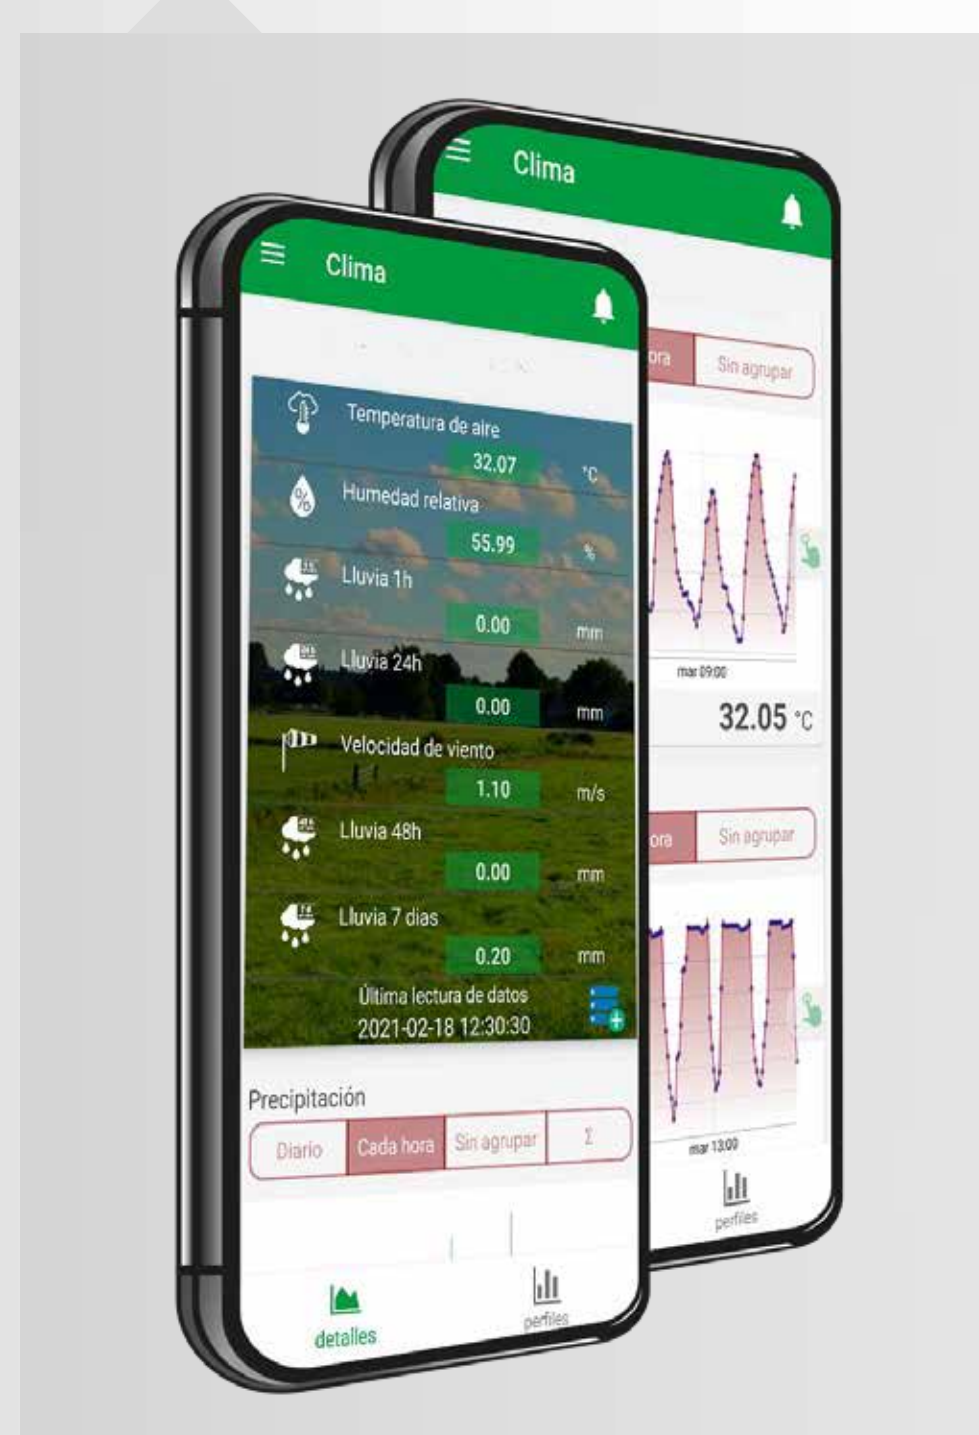 Clima
Temperatura de aire
32.07 °C
Humedad relativa
55.99 %
Lluvia 1h
0.00 mm
Lluvia 24h
0.00 mm
Velocidad de viento
1.10 m/s
Lluvia 48h
0.00 mm
Lluvia 7 dias
0.20 mm
Última lectura de datos
2021-02-18 12:30:30
Precipitación
Diario Cada hora Sin agrupar Σ
detalles perfiles
Clima
ora Sin agrupar
mar 09:00
32.05 °C
ora Sin agrupar
mar 13:00
perfiles